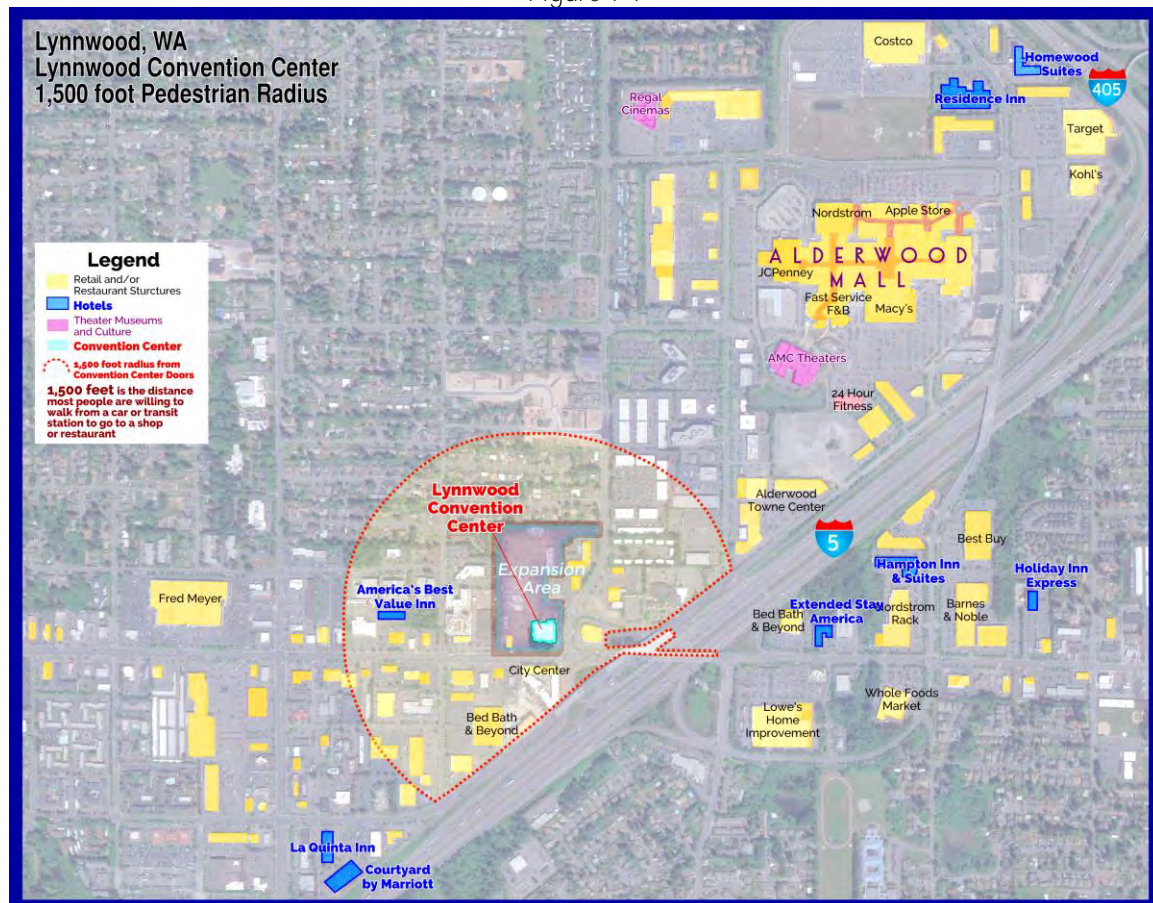 Lynnwood, WA
Lynnwood Convention Center
1,500 foot Pedestrian Radius
Costco
Homewood
Suites
405
Regal
Cinemas
Residence Inn
Target
Kohl's
Nordstrom
Apple Store
ALDERWOOD
MALL
JCPenney
Fast Service
F&B
Macy's
AMC Theaters
24 Hour
Fitness
Legend
Retail and/or
Restaurant Sturctures
Hotels
Theater Museums
and Culture
Convention Center
1,500 foot radius from
Convention Center Doors
1,500 feet is the distance
most people are willing to
walk from a car or transit
station to go to a shop
or restaurant
Lynnwood
Convention
Center
Expansion
Area
Alderwood
Towne Center
5
Best Buy
Hampton Inn
& Suites
Holiday Inn
Express
Fred Meyer
America's Best
Value Inn
Bed Bath
& Beyond
Extended Stay
America
Nordstrom
Rack
Barnes
& Noble
City Center
Bed Bath
& Beyond
Lowe's
Home
Improvement
Whole Foods
Market
La Quinta Inn
Courtyard
by Marriott